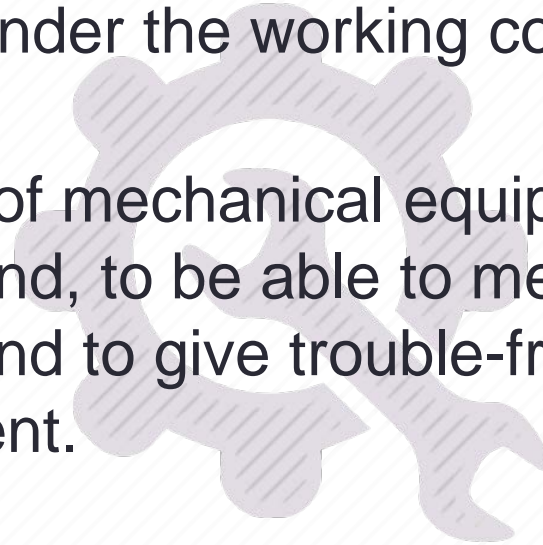 nder the working co
of mechanical equip
nd, to be able to me
nd to give trouble-fr
ent.